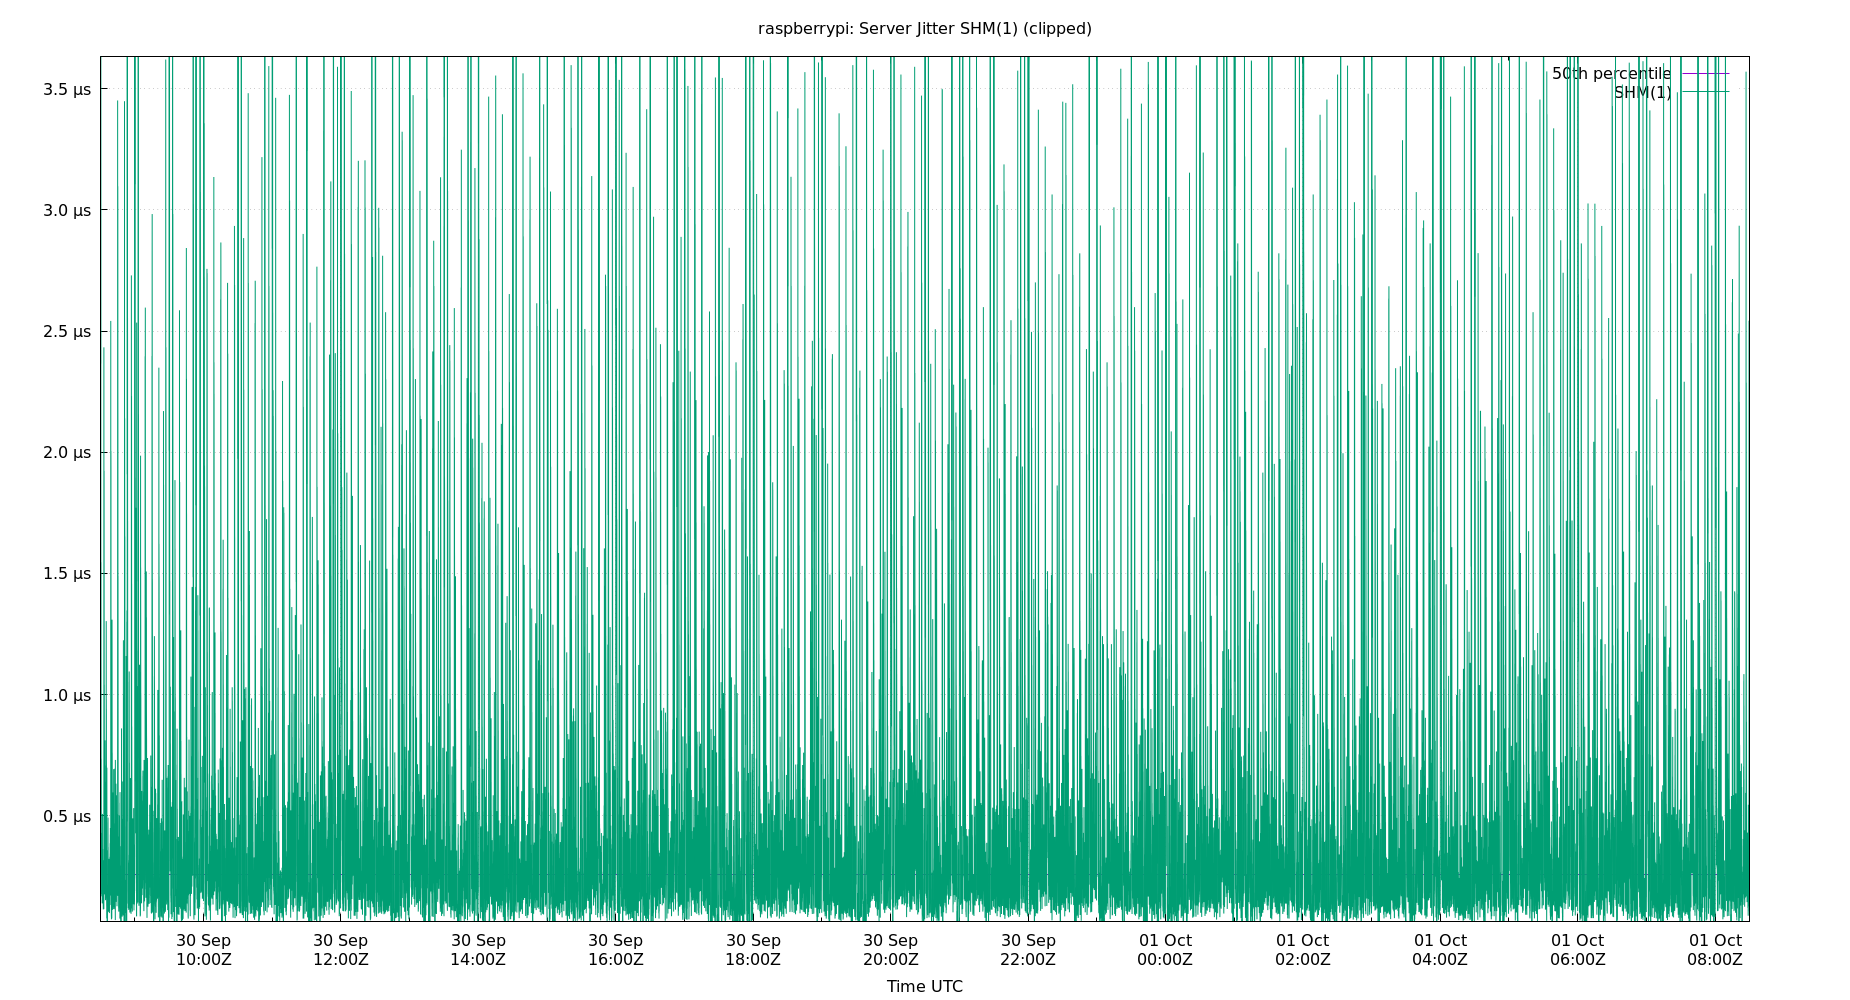 raspberrypi: Server Jitter SHM(1) (clipped)
50th percentile
SHM(1)
3.5 µs
3.0 µs
2.5 µs
2.0 µs
1.5 µs
1.0 µs
0.5 µs
30 Sep 30 Sep 30 Sep 30 Sep 30 Sep 30 Sep 30 Sep 01 Oct 01 Oct 01 Oct 01 Oct 01 Oct
10:00Z 12:00Z 14:00Z 16:00Z 18:00Z 20:00Z 22:00Z 00:00Z 02:00Z 04:00Z 06:00Z 08:00Z
Time UTC